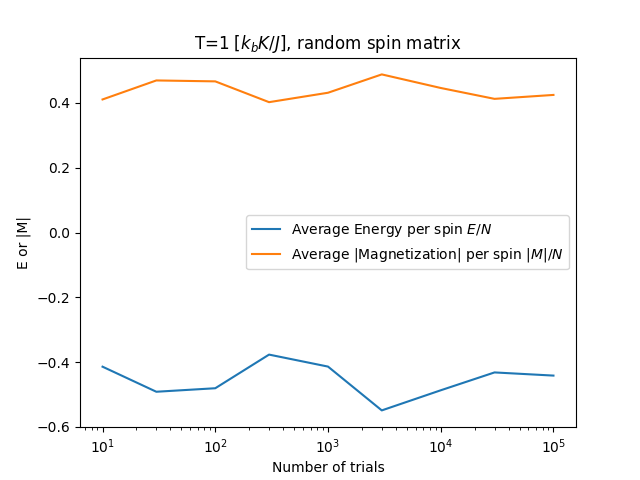 T=1 [k_bK/J], random spin matrix
E or |M|
0.4
0.2
0.0
−0.2
−0.4
−0.6
Average Energy per spin E/N
Average |Magnetization| per spin |M|/N
10^1 10^2 10^3 10^4 10^5
Number of trials